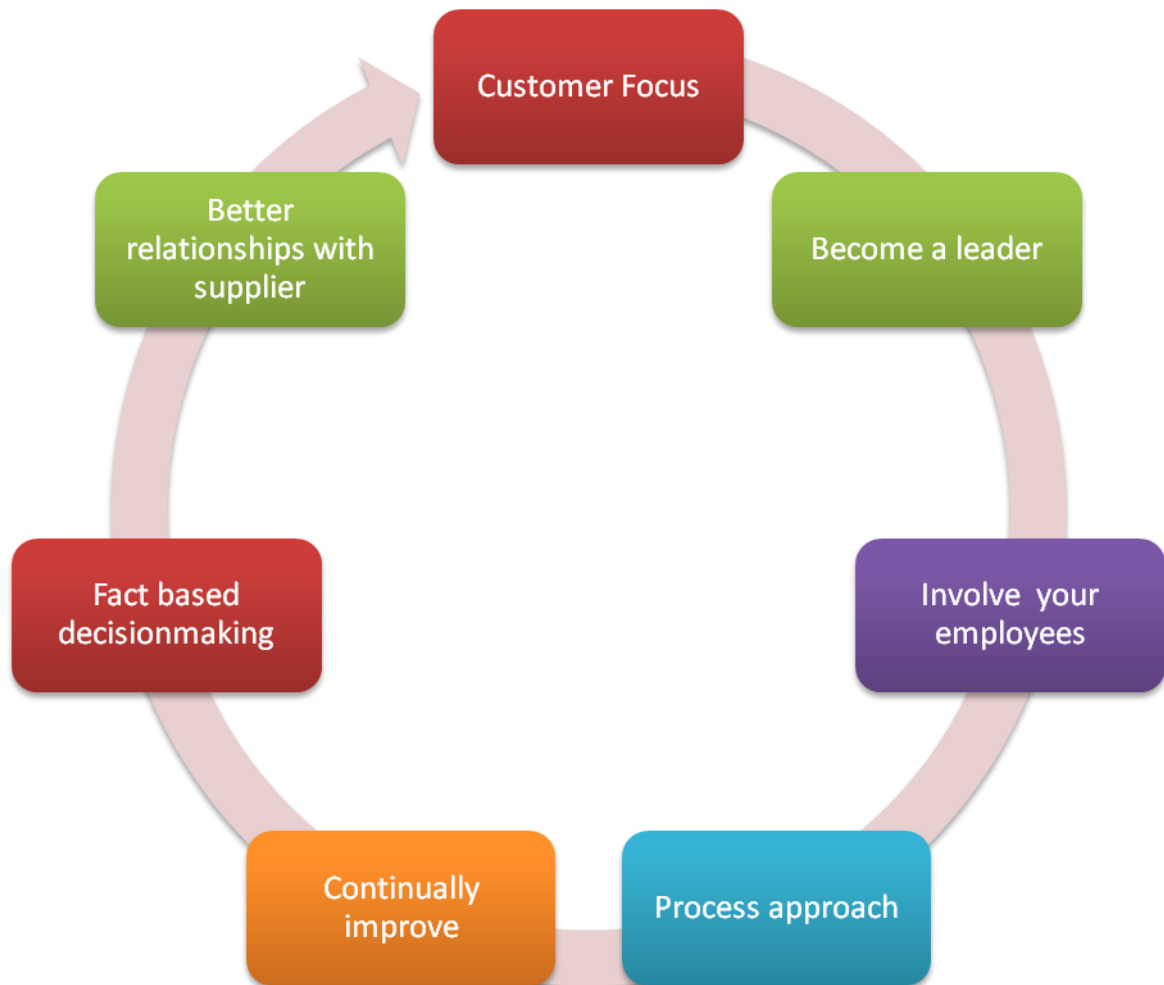 Customer Focus
Become a leader
Involve  your
employees
Process approach
Continually
improve
Fact based
decisionmaking
Better
relationships with
supplier